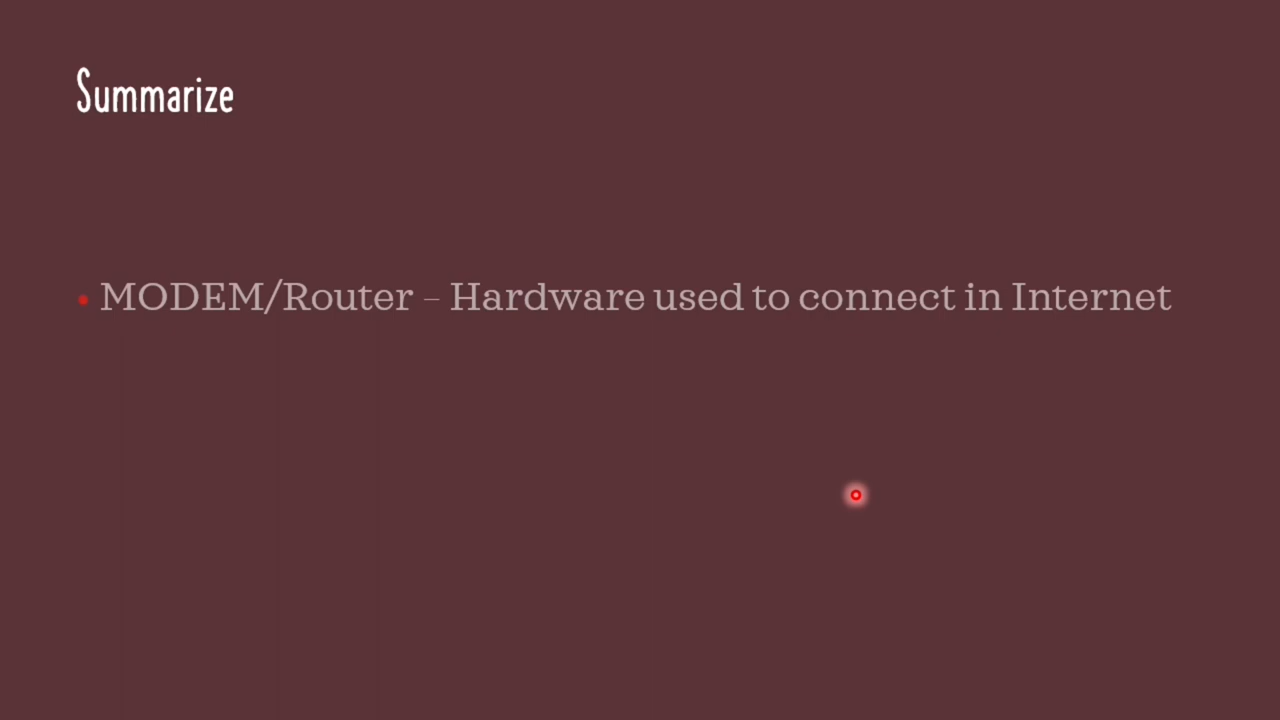 Summarize
• MODEM/Router – Hardware used to connect in Internet